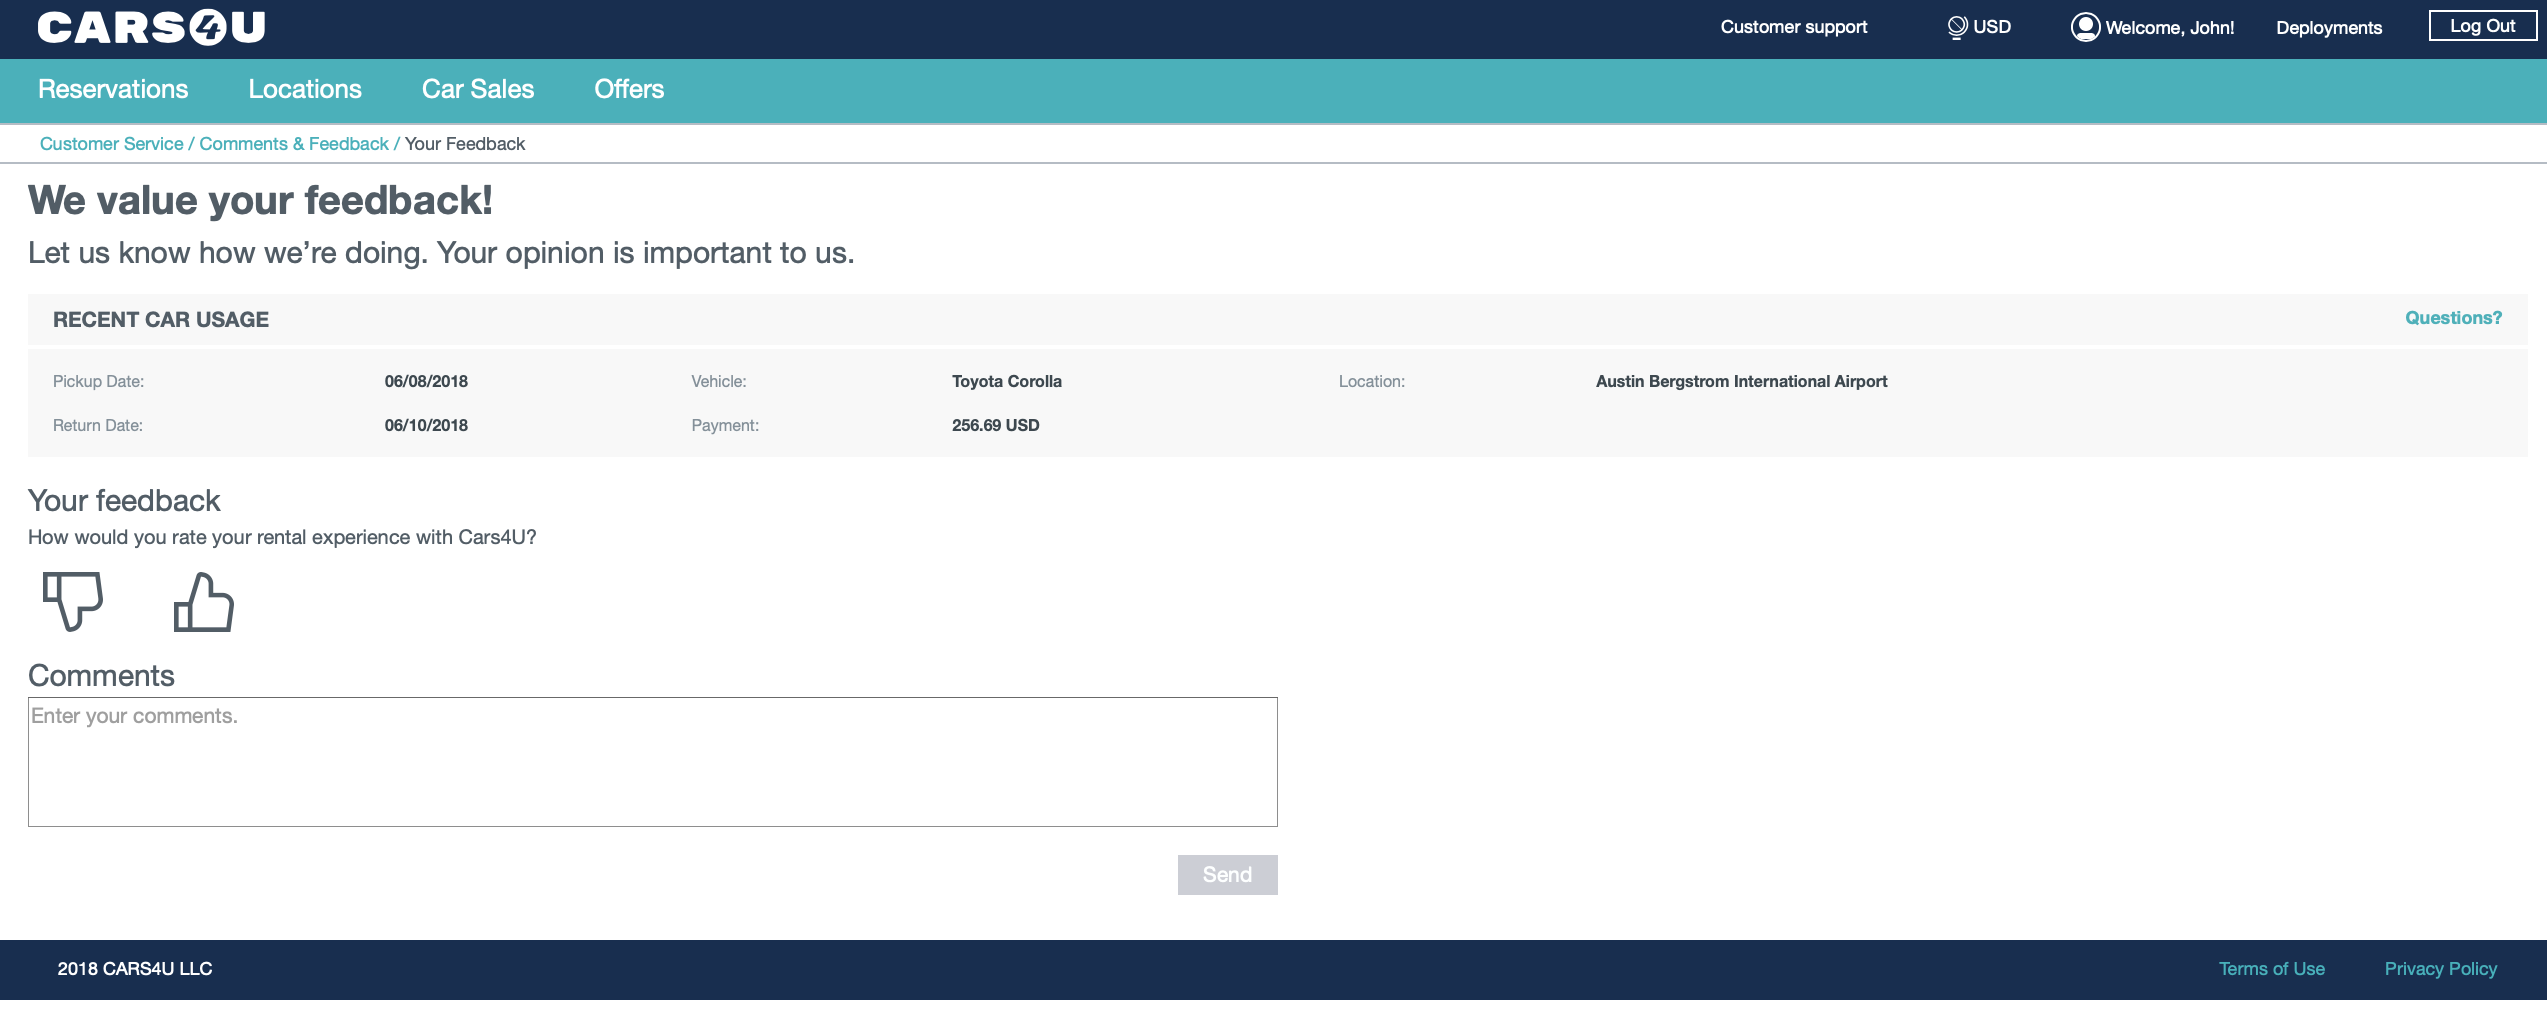 CARS4U
Customer support USD Welcome, John! Deployments Log Out
Reservations Locations Car Sales Offers
Customer Service / Comments & Feedback / Your Feedback
We value your feedback!
Let us know how we’re doing. Your opinion is important to us.
RECENT CAR USAGE Questions?
Pickup Date: 06/08/2018 Vehicle: Toyota Corolla Location: Austin Bergstrom International Airport
Return Date: 06/10/2018 Payment: 256.69 USD
Your feedback
How would you rate your rental experience with Cars4U?
Comments
Enter your comments.
Send
2018 CARS4U LLC Terms of Use Privacy Policy